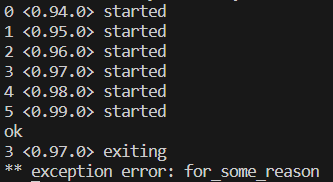 0 <0.94.0> started
1 <0.95.0> started
2 <0.96.0> started
3 <0.97.0> started
4 <0.98.0> started
5 <0.99.0> started
ok
3 <0.97.0> exiting
** exception error: for_some_reason